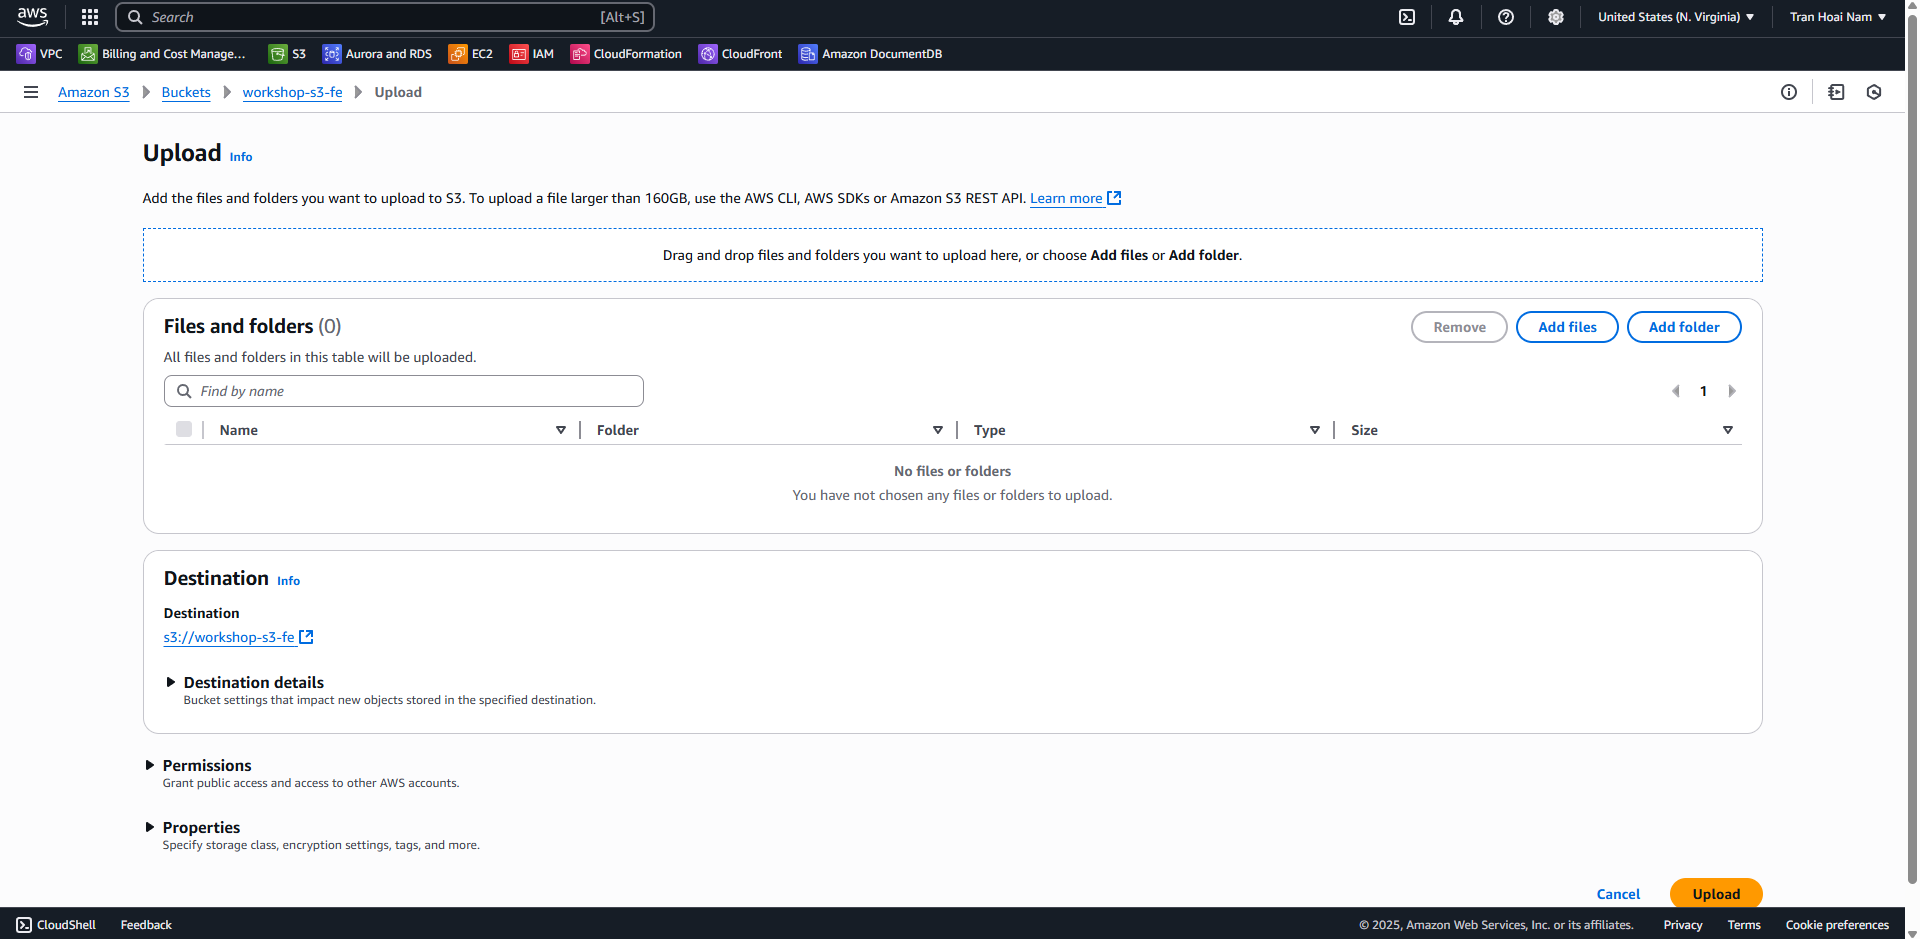 aws Search [Alt+S] United States (N. Virginia) Tran Hoai Nam
VPC Billing and Cost Manage... S3 Aurora and RDS EC2 IAM CloudFormation CloudFront Amazon DocumentDB
Amazon S3 Buckets workshop-s3-fe Upload
Upload Info
Add the files and folders you want to upload to S3. To upload a file larger than 160GB, use the AWS CLI, AWS SDKs or Amazon S3 REST API. Learn more
Drag and drop files and folders you want to upload here, or choose Add files or Add folder.
Files and folders (0) Remove Add files Add folder
All files and folders in this table will be uploaded.
Find by name 1
Name Folder Type Size
No files or folders
You have not chosen any files or folders to upload.
Destination Info
Destination
s3://workshop-s3-fe
Destination details
Bucket settings that impact new objects stored in the specified destination.
Permissions
Grant public access and access to other AWS accounts.
Properties
Specify storage class, encryption settings, tags, and more.
Cancel Upload
CloudShell Feedback © 2025, Amazon Web Services, Inc. or its affiliates. Privacy Terms Cookie preferences